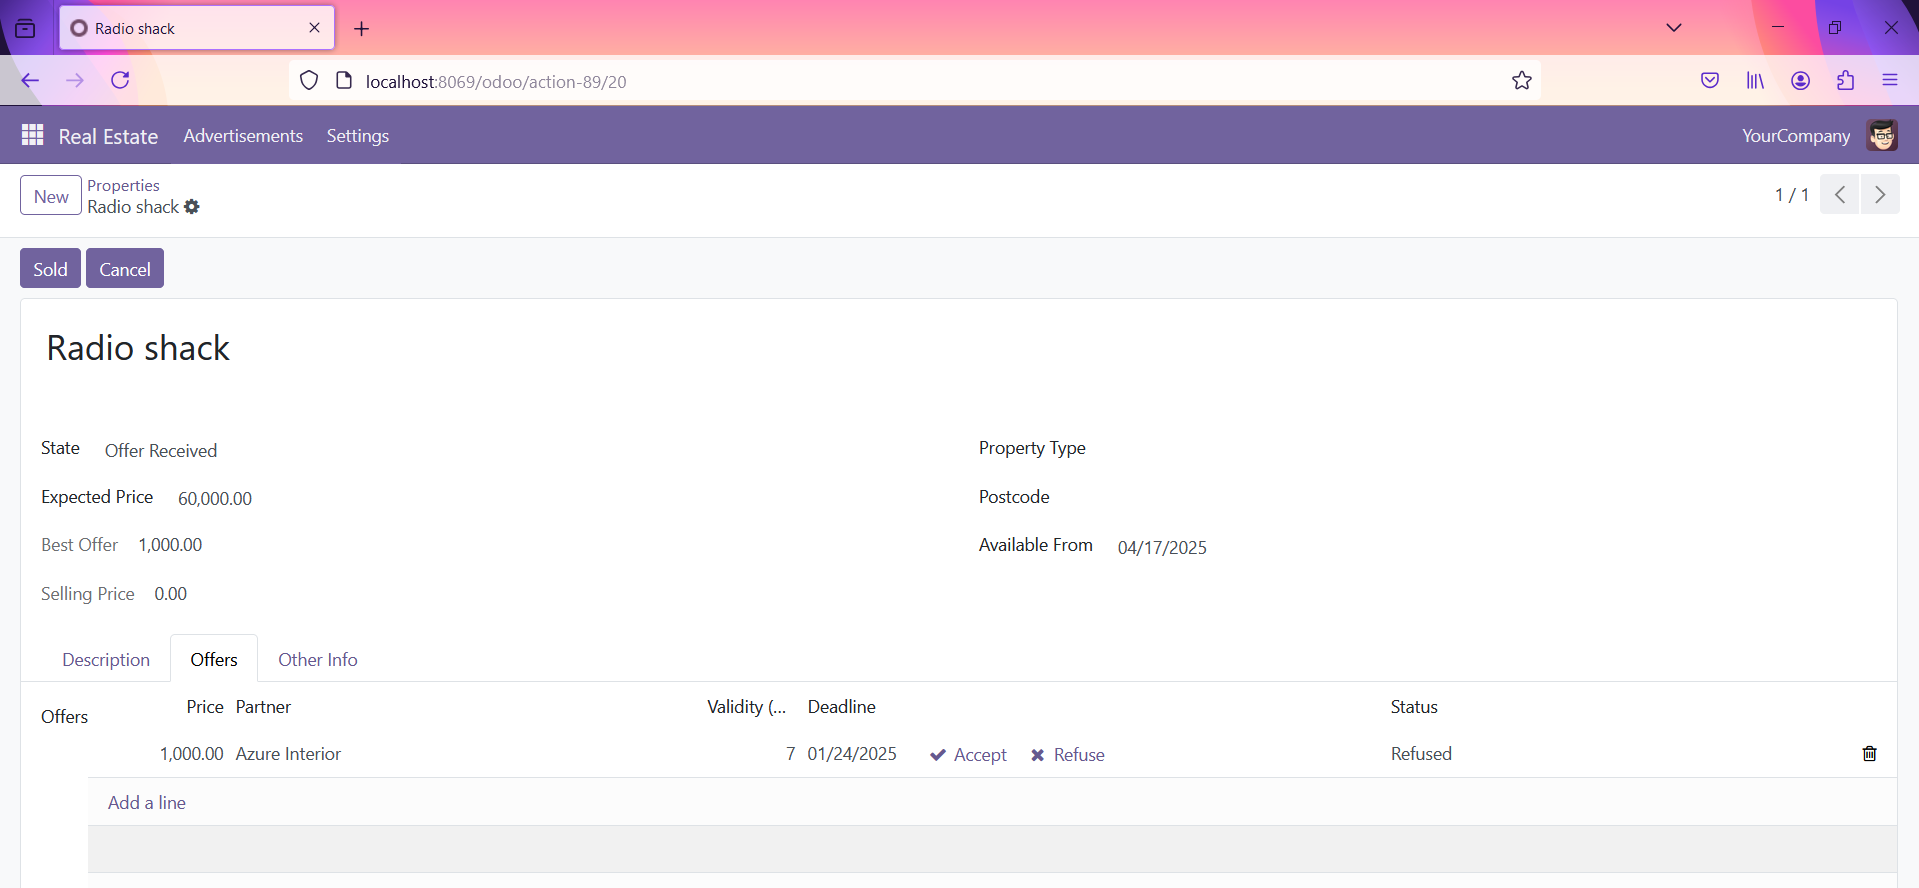 Radio shack
localhost:8069/odoo/action-89/20
Real Estate Advertisements Settings YourCompany
New Properties 1 / 1
Radio shack
Sold Cancel
Radio shack
State Offer Received Property Type
Expected Price 60,000.00 Postcode
Best Offer 1,000.00 Available From 04/17/2025
Selling Price 0.00
Description Offers Other Info
Offers Price Partner Validity (... Deadline Status
1,000.00 Azure Interior 7 01/24/2025 Accept Refuse Refused
Add a line